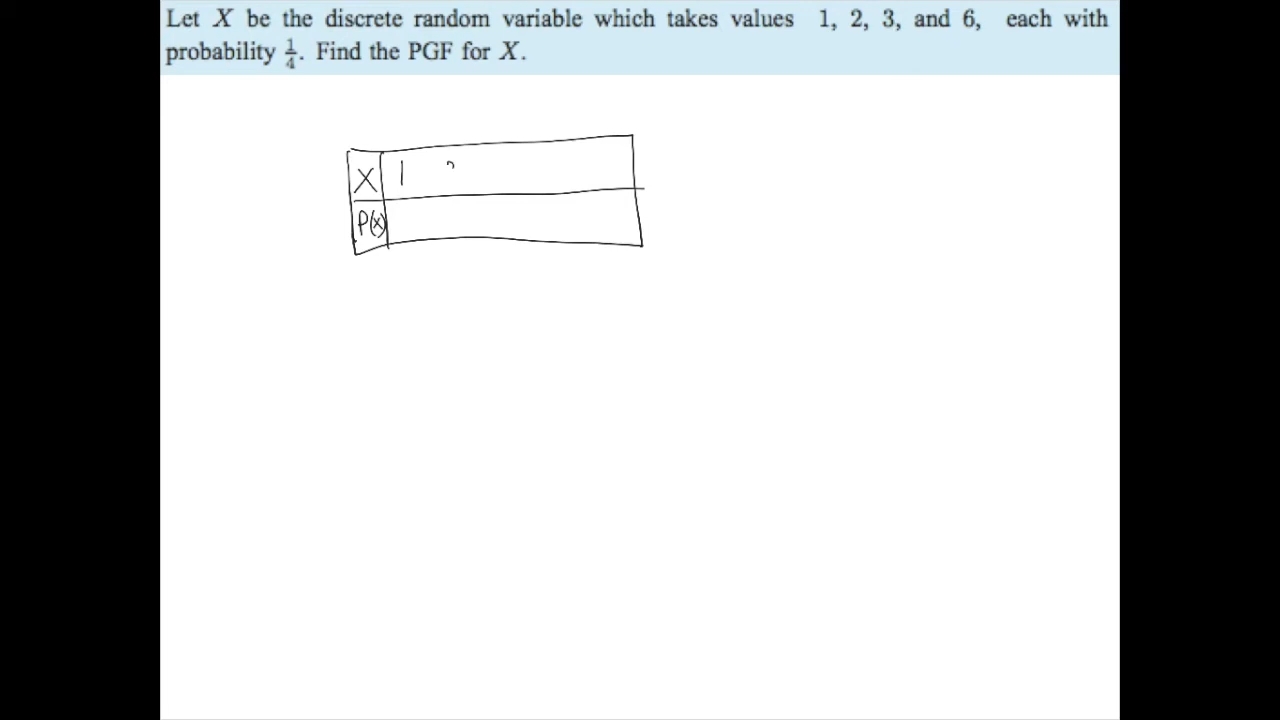 Let X be the discrete random variable which takes values 1, 2, 3, and 6, each with
probability 1/4. Find the PGF for X.
X 1
P(x)